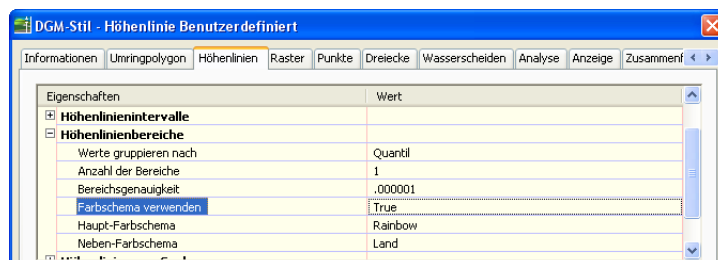 DGM-Stil - Höhenlinie Benutzerdefiniert
Informationen Umringpolygon Höhenlinien Raster Punkte Dreiecke Wasserscheiden Analyse Anzeige Zusammenf
Eigenschaften Wert
Höhenlinienintervalle
Höhenlinienbereiche
Werte gruppieren nach Quantil
Anzahl der Bereiche 1
Bereichsgenauigkeit .000001
Farbschema verwenden True
Haupt-Farbschema Rainbow
Neben-Farbschema Land